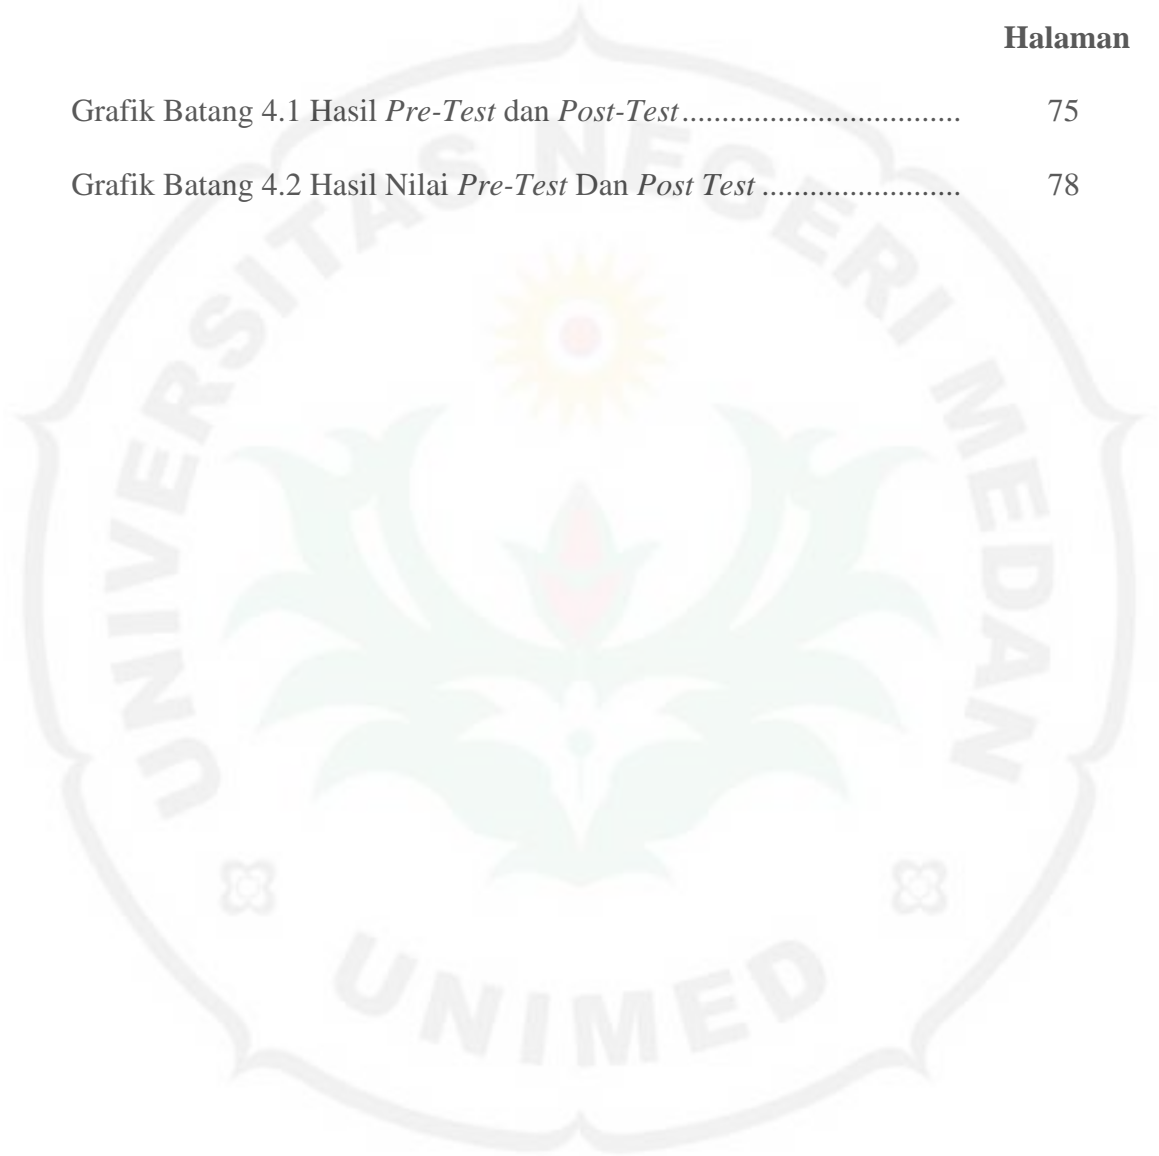 Halaman
Grafik Batang 4.1 Hasil Pre-Test dan Post-Test.................................. 75
Grafik Batang 4.2 Hasil Nilai Pre-Test Dan Post Test ......................... 78
UNIVERSITAS NEGERI MEDAN
UNIMED